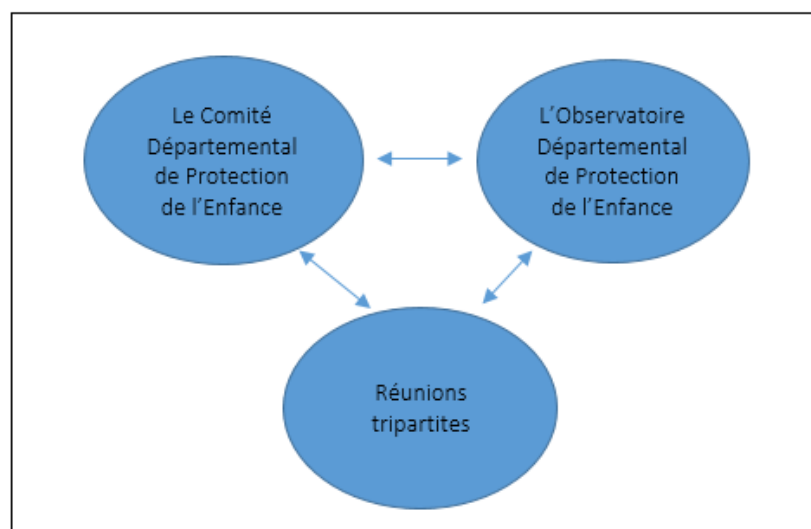 Le Comité
Départemental
de Protection
de l'Enfance
L'Observatoire
Départemental
de Protection
de l'Enfance
Réunions
tripartites